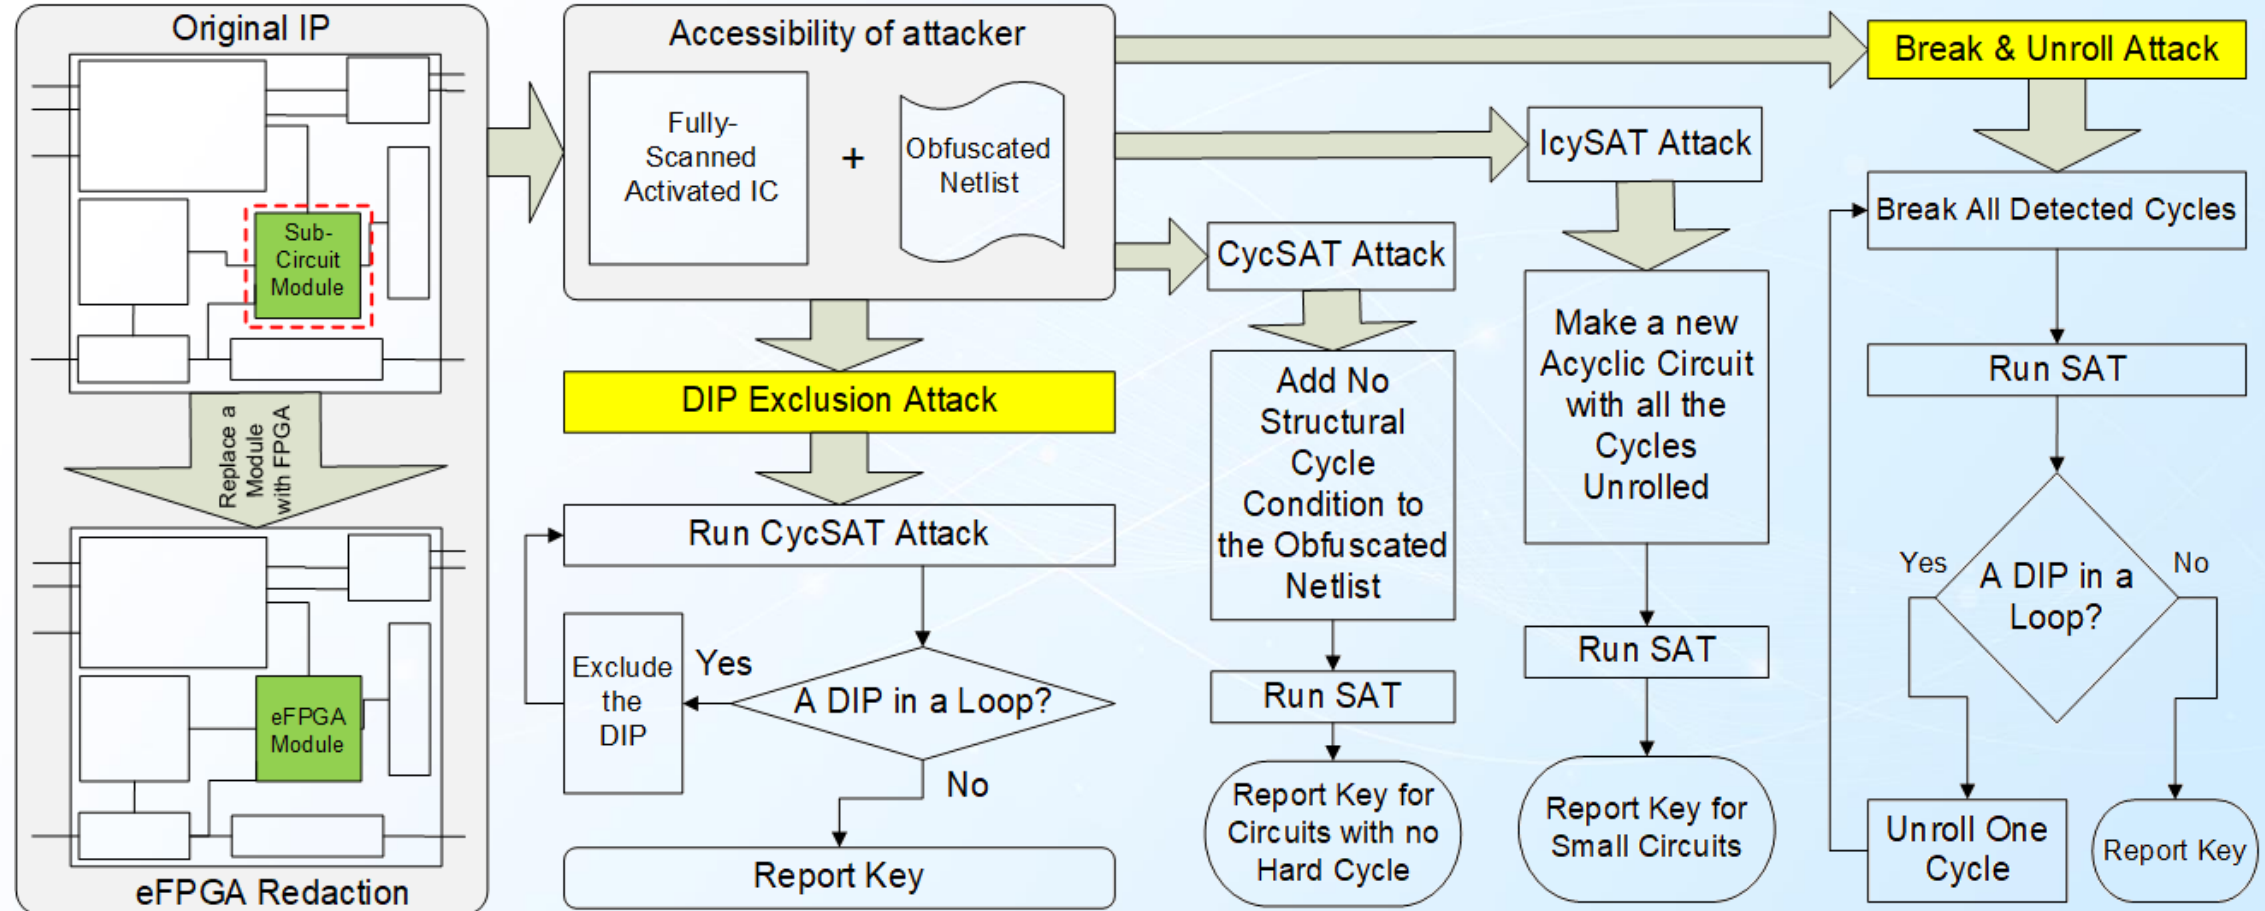 Original IP
Sub-
Circuit
Module
Replace a
Module
with FPGA
eFPGA
Module
eFPGA Redaction
Accessibility of attacker
Fully-
Scanned
Activated IC
+
Obfuscated
Netlist
DIP Exclusion Attack
Run CycSAT Attack
A DIP in a Loop?
Yes
Exclude
the
DIP
No
Report Key
CycSAT Attack
Add No
Structural
Cycle
Condition to
the Obfuscated
Netlist
Run SAT
Report Key for
Circuits with no
Hard Cycle
IcySAT Attack
Make a new
Acyclic Circuit
with all the
Cycles
Unrolled
Run SAT
Report Key for
Small Circuits
Break & Unroll Attack
Break All Detected Cycles
Run SAT
A DIP in a
Loop?
Yes
No
Unroll One
Cycle
Report Key